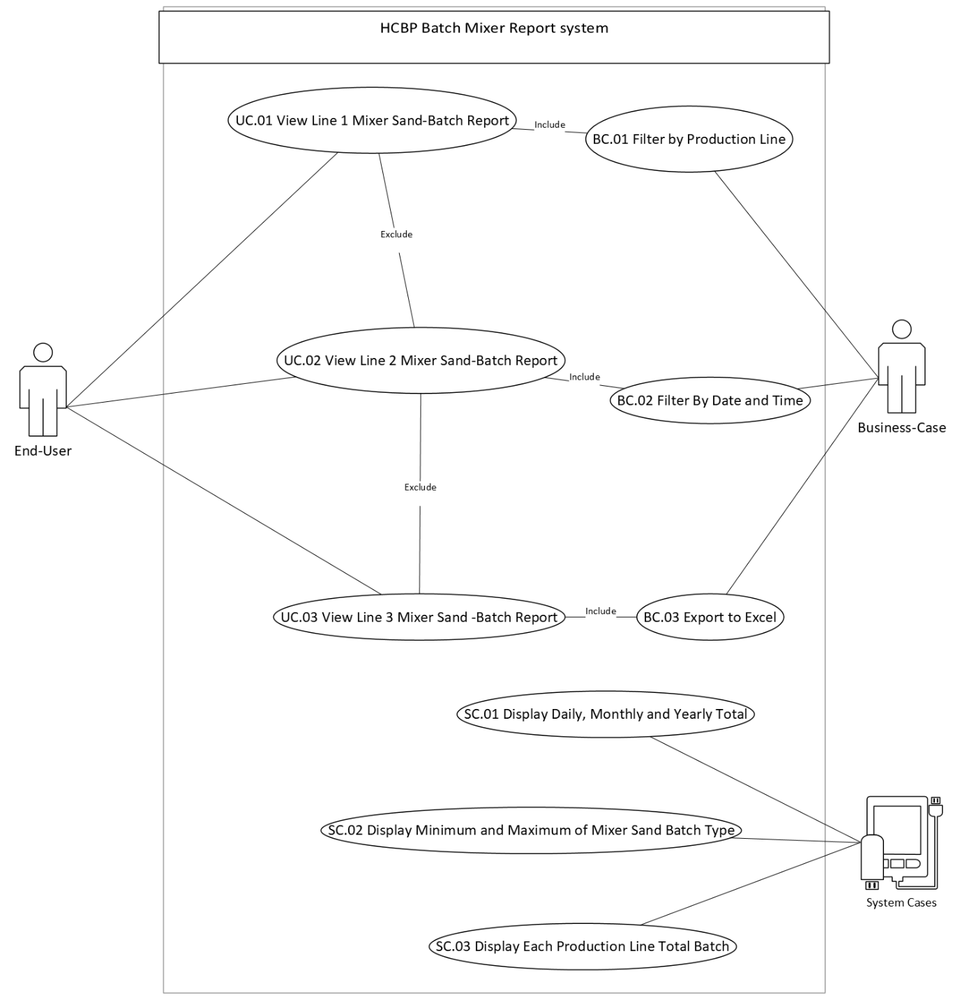 HCBP Batch Mixer Report system
UC.01 View Line 1 Mixer Sand-Batch Report
Include
BC.01 Filter by Production Line
Exclude
UC.02 View Line 2 Mixer Sand-Batch Report
Include
BC.02 Filter By Date and Time
End-User
Business-Case
Exclude
UC.03 View Line 3 Mixer Sand -Batch Report
Include
BC.03 Export to Excel
SC.01 Display Daily, Monthly and Yearly Total
SC.02 Display Minimum and Maximum of Mixer Sand Batch Type
System Cases
SC.03 Display Each Production Line Total Batch